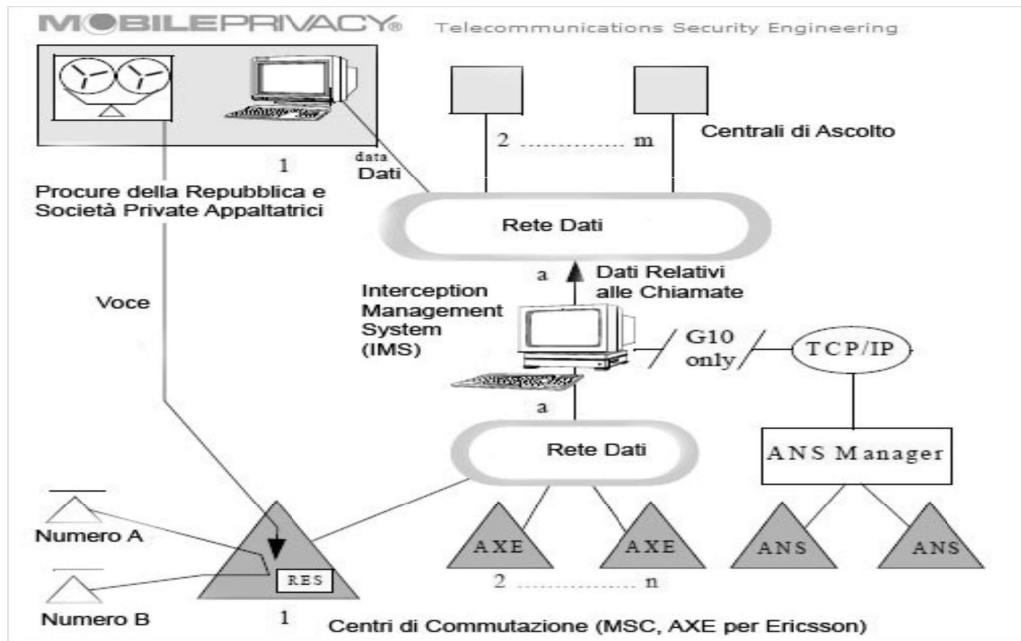 MOBILEPRIVACY® Telecommunications Security Engineering
Centrali di Ascolto
2 ................ m
1
data
Dati
Procure della Repubblica e
Società Private Appaltatrici
Rete Dati
a
Dati Relativi
alle Chiamate
Voce
Interception
Management
System
(IMS)
G10
only
TCP/IP
a
Rete Dati
ANS Manager
Numero A
AXE
AXE
ANS
ANS
RES
2 .................. n
Numero B
1
Centri di Commutazione (MSC, AXE per Ericsson)